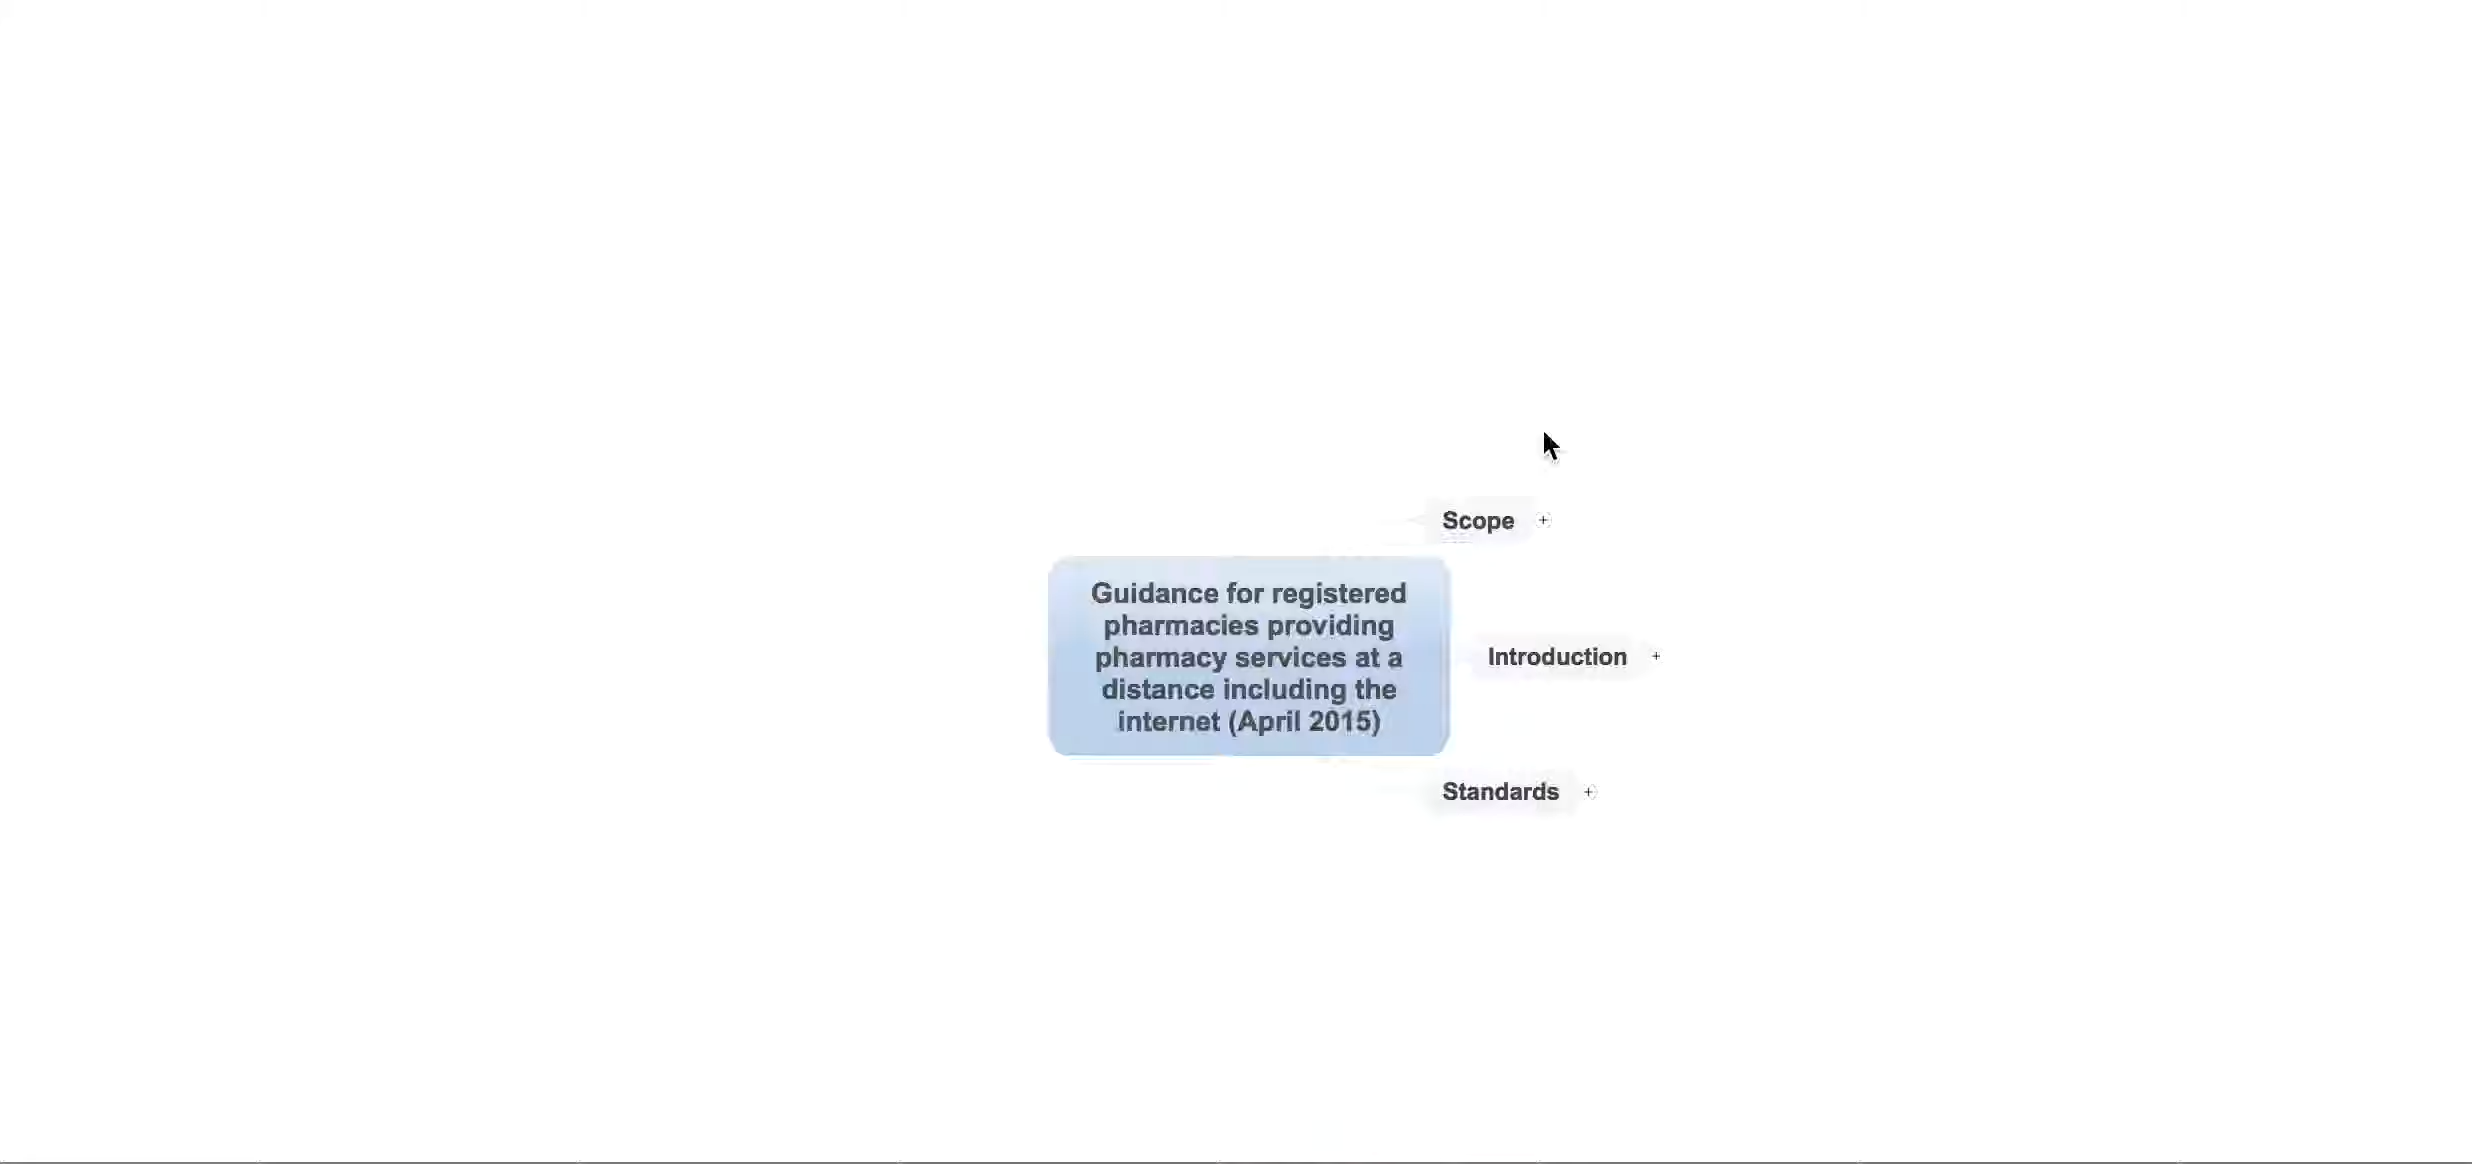 Scope
Guidance for registered
pharmacies providing
pharmacy services at a
distance including the
internet (April 2015)
Introduction
Standards